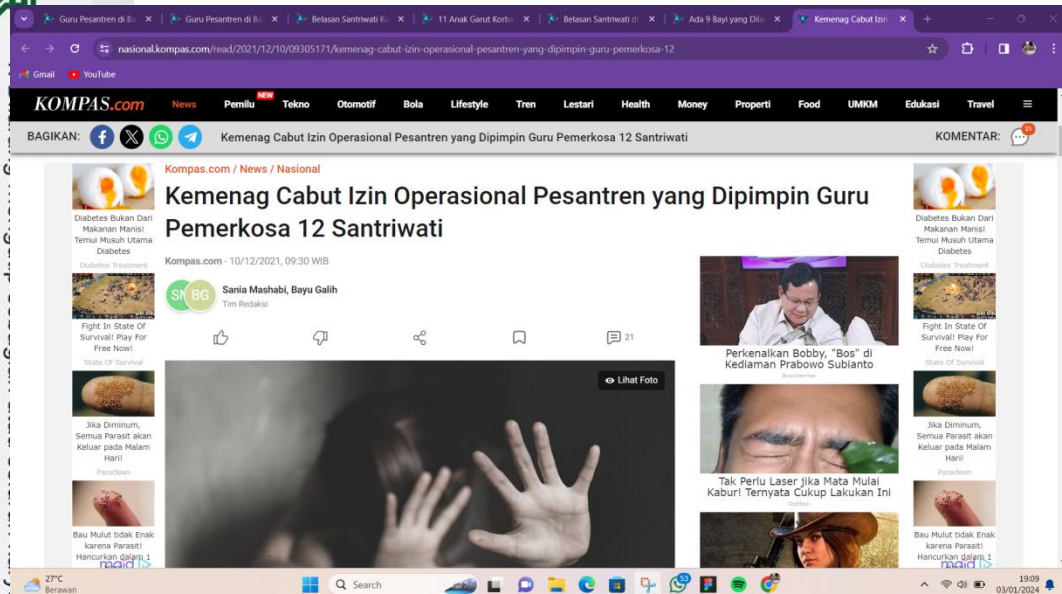 Guru Pesantren di Ba
Guru Pesantren di Ba
Belasan Santriwati Ko
11 Anak Garut Korba
Belasan Santriwati di
Ada 9 Bayi yang Dila
Kemenag Cabut Izin
nasional.kompas.com/read/2021/12/10/09305171/kemenag-cabut-izin-operasional-pesantren-yang-dipimpin-guru-pemerkosa-12
Gmail YouTube
KOMPAS.com News Pemilu NEW Tekno Otomotif Bola Lifestyle Tren Lestari Health Money Properti Food UMKM Edukasi Travel
BAGIKAN: Kemenag Cabut Izin Operasional Pesantren yang Dipimpin Guru Pemerkosa 12 Santriwati KOMENTAR: 21
Kompas.com / News / Nasional
Kemenag Cabut Izin Operasional Pesantren yang Dipimpin Guru
Pemerkosa 12 Santriwati
Kompas.com - 10/12/2021, 09:30 WIB
SM BG
Sania Mashabi, Bayu Galih
Tim Redaksi
21
Lihat Foto
Diabetes Bukan Dari
Makanan Manis!
Temui Musuh Utama
Diabetes
Diabetes Treatment
Fight In State Of
Survival! Play For
Free Now!
State Of Survival
Jika Diminum,
Semua Parasit akan
Keluar pada Malam
Hari!
Paraclean
Bau Mulut tidak Enak
karena Parasit!
Hancurkan dalam 1
mgid
Perkenalkan Bobby, "Bos" di
Kediaman Prabowo Subianto
Brainberries
Tak Perlu Laser jika Mata Mulai
Kabur! Ternyata Cukup Lakukan Ini
Diabetes Bukan Dari
Makanan Manis!
Temui Musuh Utama
Diabetes
Diabetes Treatment
Fight In State Of
Survival! Play For
Free Now!
State Of Survival
Jika Diminum,
Semua Parasit akan
Keluar pada Malam
Hari!
Paraclean
Bau Mulut tidak Enak
karena Parasit!
Hancurkan dalam 1
mgid
27°C
Berawan
Search
53
19:09
03/01/2024